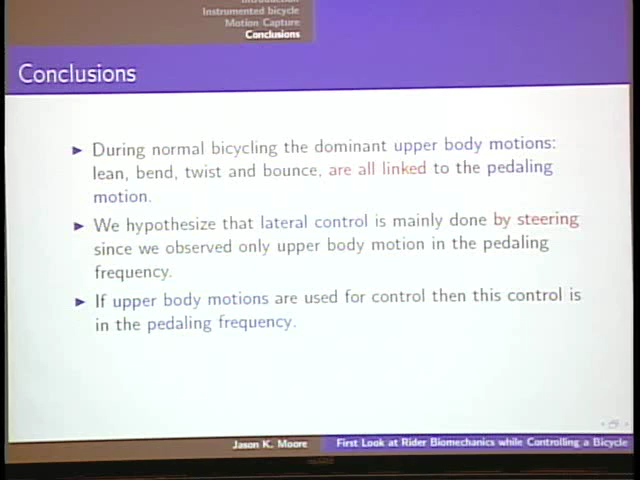 Instrumented bicycle
Motion Capture
Conclusions
Conclusions
During normal bicycling the dominant upper body motions:
lean, bend, twist and bounce, are all linked to the pedaling
motion.
We hypothesize that lateral control is mainly done by steering
since we observed only upper body motion in the pedaling
frequency.
If upper body motions are used for control then this control is
in the pedaling frequency.
Jason K. Moore
First Look at Rider Biomechanics while Controlling a Bicycle